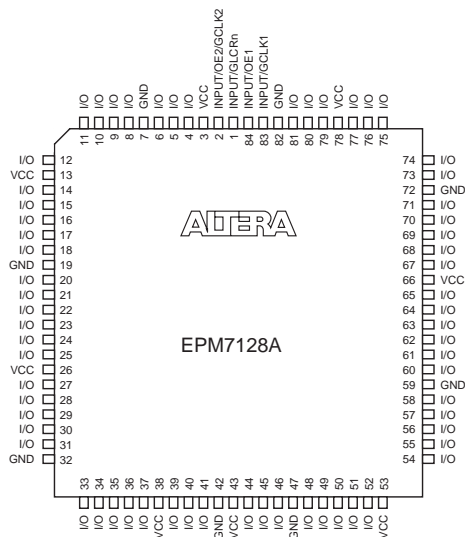 I/O I/O I/O I/O GND I/O I/O I/O VCC INPUT/OE2/GCLK2 INPUT/GLCRn INPUT/OE1 INPUT/GCLK1 GND I/O I/O I/O VCC I/O I/O I/O
11 10 9 8 7 6 5 4 3 2 1 84 83 82 81 80 79 78 77 76 75
I/O 12 74 I/O
VCC 13 73 I/O
I/O 14 72 GND
I/O 15 71 I/O
I/O 16 70 I/O
I/O 17 69 I/O
I/O 18 68 I/O
GND 19 67 I/O
I/O 20 66 VCC
I/O 21 65 I/O
I/O 22 64 I/O
I/O 23 63 I/O
I/O 24 62 I/O
I/O 25 61 I/O
VCC 26 60 I/O
I/O 27 59 GND
I/O 28 58 I/O
I/O 29 57 I/O
I/O 30 56 I/O
I/O 31 55 I/O
GND 32 54 I/O
ALTERA
EPM7128A
33 34 35 36 37 38 39 40 41 42 43 44 45 46 47 48 49 50 51 52 53
I/O I/O I/O I/O I/O VCC I/O I/O I/O GND VCC I/O I/O I/O GND I/O I/O I/O I/O I/O VCC